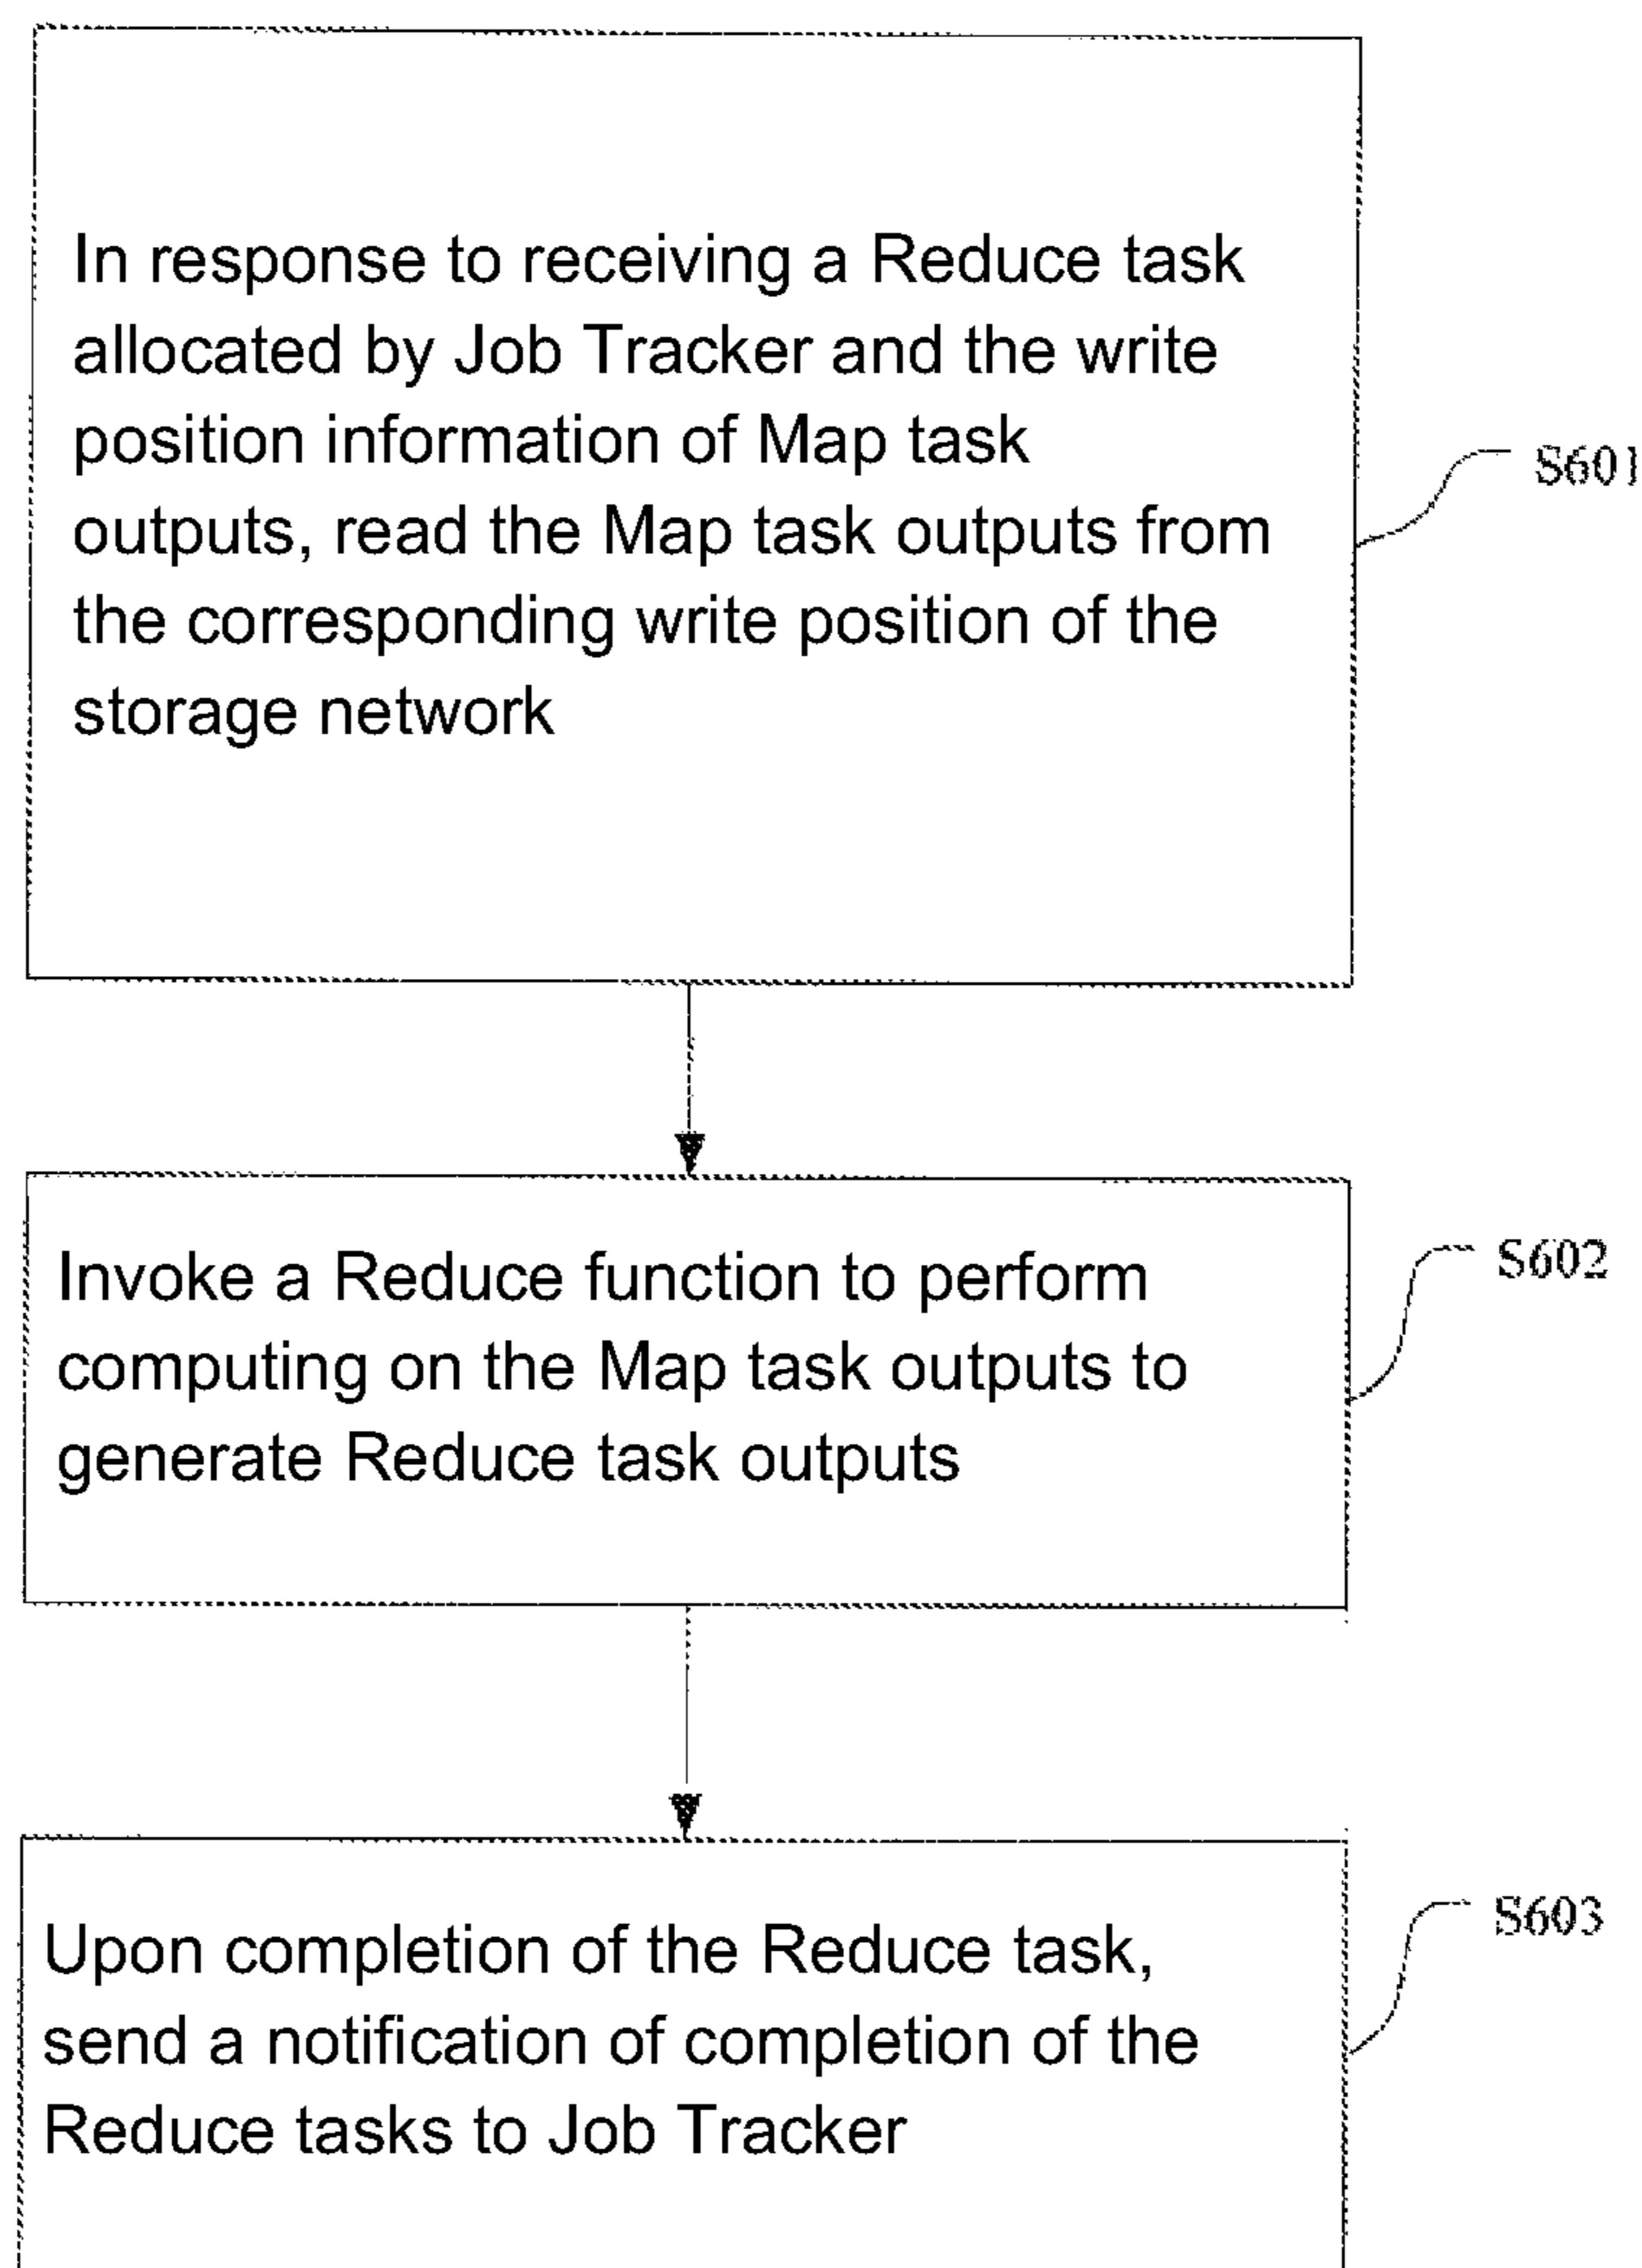 In response to receiving a Reduce task
allocated by Job Tracker and the write
position information of Map task
outputs, read the Map task outputs from
the corresponding write position of the
storage network
S601
Invoke a Reduce function to perform
computing on the Map task outputs to
generate Reduce task outputs
S602
Upon completion of the Reduce task,
send a notification of completion of the
Reduce tasks to Job Tracker
S603